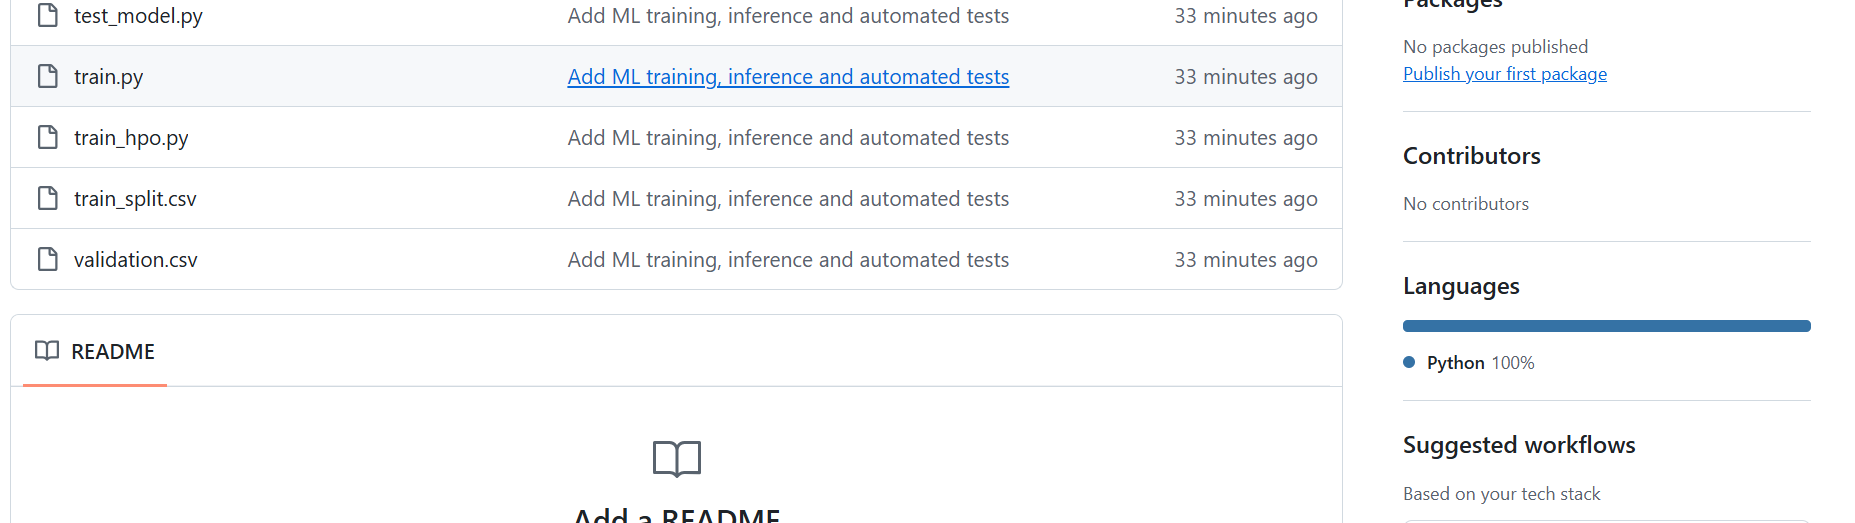 test_model.py Add ML training, inference and automated tests 33 minutes ago
train.py Add ML training, inference and automated tests 33 minutes ago
train_hpo.py Add ML training, inference and automated tests 33 minutes ago
train_split.csv Add ML training, inference and automated tests 33 minutes ago
validation.csv Add ML training, inference and automated tests 33 minutes ago
README
Add a README
Packages
No packages published
Publish your first package
Contributors
No contributors
Languages
Python 100%
Suggested workflows
Based on your tech stack